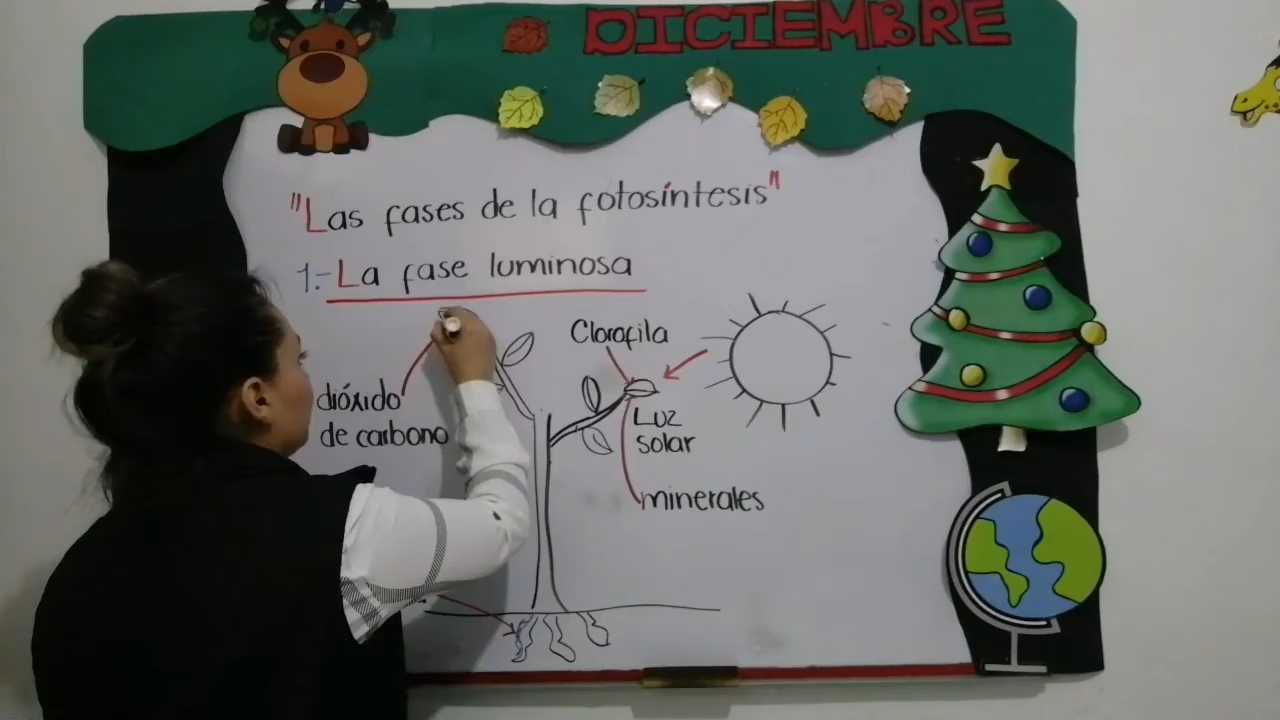 DICIEMBRE
"Las fases de la fotosíntesis"
1.- La fase luminosa
Clorofila
dióxido
de carbono
Luz
solar
minerales